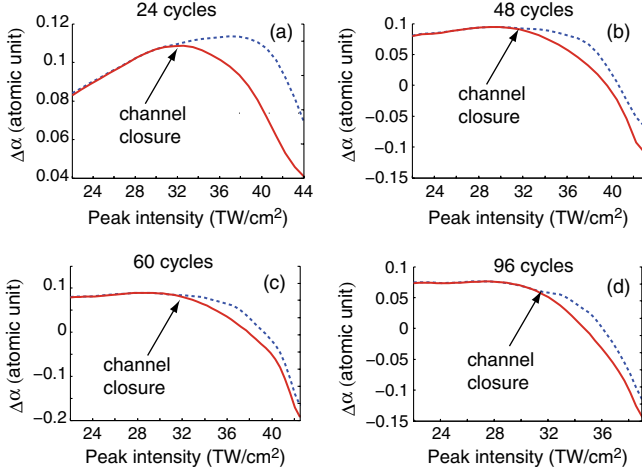 24 cycles
(a)
0.12
0.1
0.08
0.06
0.04
Δα (atomic unit)
channel
closure
24 28 32 36 40 44
Peak intensity (TW/cm²)
48 cycles
(b)
0.1
0.05
0
−0.05
−0.1
−0.15
Δα (atomic unit)
channel
closure
24 28 32 36 40
Peak intensity (TW/cm²)
60 cycles
(c)
0.1
0
−0.1
−0.2
Δα (atomic unit)
channel
closure
24 28 32 36 40
Peak intensity (TW/cm²)
96 cycles
(d)
0.1
0.05
0
−0.05
−0.1
−0.15
Δα (atomic unit)
channel
closure
24 28 32 36
Peak intensity (TW/cm²)